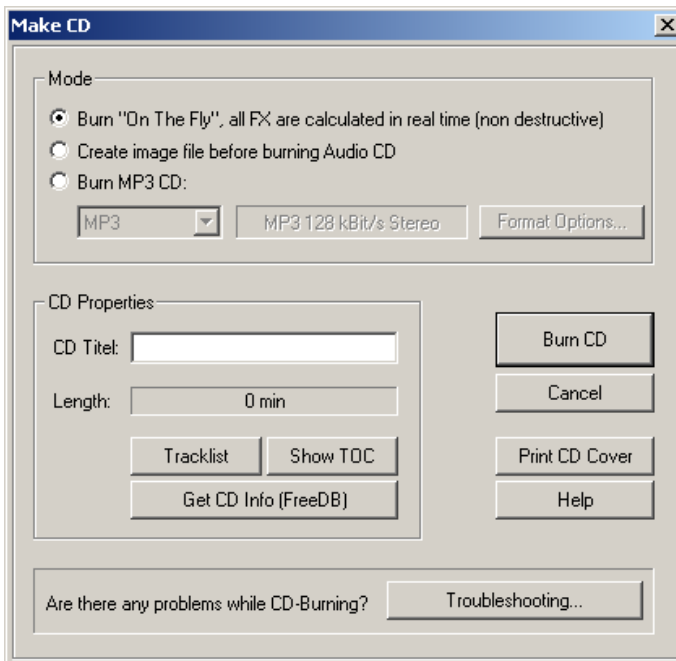 Make CD
Mode
Burn "On The Fly", all FX are calculated in real time (non destructive)
Create image file before burning Audio CD
Burn MP3 CD:
MP3
MP3 128 kBit/s Stereo
Format Options...
CD Properties
CD Titel:
Length:
0 min
Tracklist
Show TOC
Get CD Info (FreeDB)
Burn CD
Cancel
Print CD Cover
Help
Are there any problems while CD-Burning?
Troubleshooting...